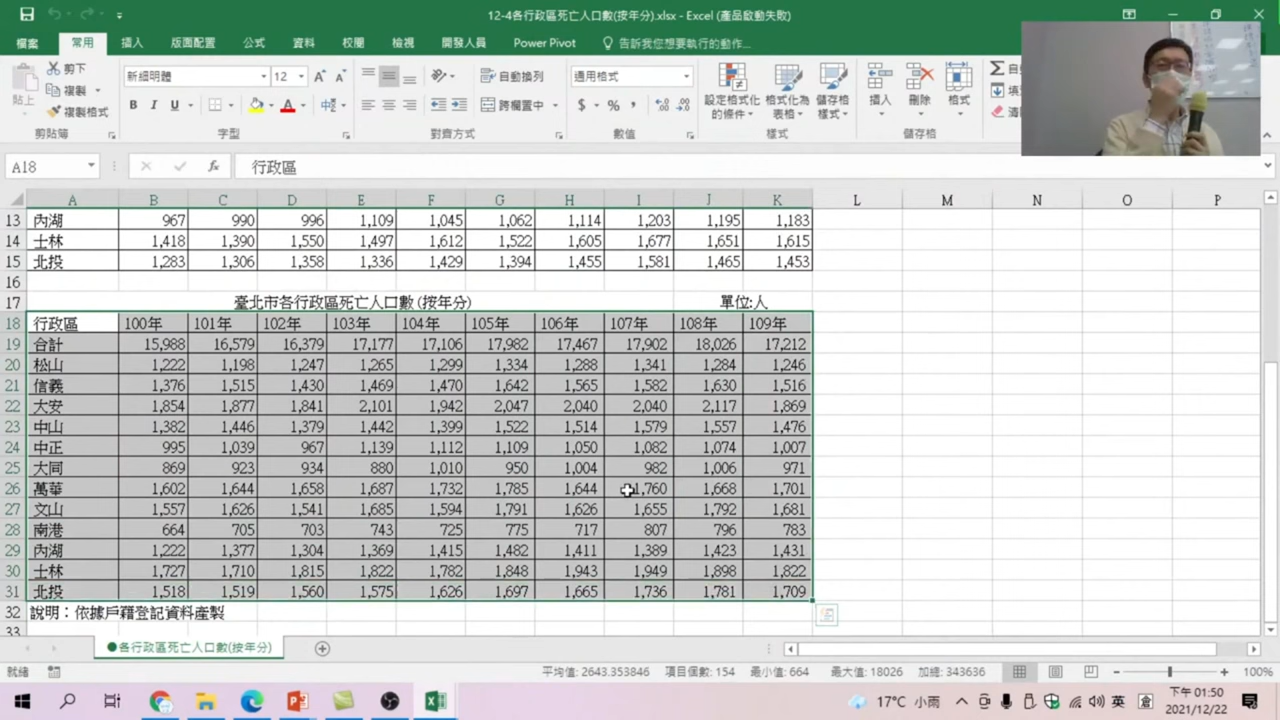 12-4各行政區死亡人口數(按年分).xlsx - Excel (產品啟動失敗)
檔案 常用 插入 版面配置 公式 資料 校閱 檢視 開發人員 Power Pivot 告訴我您想要執行的動作...
貼上 剪下 複製 複製格式 剪貼簿
新細明體 12 A A B I U A 中 字型
自動換列 跨欄置中 對齊方式
通用格式 $ % , 數值
設定格式化的條件 格式化為表格 儲存格樣式 樣式
插入 刪除 格式 儲存格
Σ
A18 fx 行政區
A B C D E F G H I J K L M N O P
13 內湖 967 990 996 1,109 1,045 1,062 1,114 1,203 1,195 1,183
14 士林 1,418 1,390 1,550 1,497 1,612 1,522 1,605 1,677 1,651 1,615
15 北投 1,283 1,306 1,358 1,336 1,429 1,394 1,455 1,581 1,465 1,453
16
17 臺北市各行政區死亡人口數(按年分) 單位:人
18 行政區 100年 101年 102年 103年 104年 105年 106年 107年 108年 109年
19 合計 15,988 16,579 16,379 17,177 17,106 17,982 17,467 17,902 18,026 17,212
20 松山 1,222 1,198 1,247 1,265 1,299 1,334 1,288 1,341 1,284 1,246
21 信義 1,376 1,515 1,430 1,469 1,470 1,642 1,565 1,582 1,630 1,516
22 大安 1,854 1,877 1,841 2,101 1,942 2,047 2,040 2,040 2,117 1,869
23 中山 1,382 1,446 1,379 1,442 1,399 1,522 1,514 1,579 1,557 1,476
24 中正 995 1,039 967 1,139 1,112 1,109 1,050 1,082 1,074 1,007
25 大同 869 923 934 880 1,010 950 1,004 982 1,006 971
26 萬華 1,602 1,644 1,658 1,687 1,732 1,785 1,644 1,760 1,668 1,701
27 文山 1,557 1,626 1,541 1,685 1,594 1,791 1,626 1,655 1,792 1,681
28 南港 664 705 703 743 725 775 717 807 796 783
29 內湖 1,222 1,377 1,304 1,369 1,415 1,482 1,411 1,389 1,423 1,431
30 士林 1,727 1,710 1,815 1,822 1,782 1,848 1,943 1,949 1,898 1,822
31 北投 1,518 1,519 1,560 1,575 1,626 1,697 1,665 1,736 1,781 1,709
32 說明：依據戶籍登記資料產製
33
各行政區死亡人口數(按年分)
就緒 平均值: 2643.353846 項目個數: 154 最小值: 664 最大值: 18026 加總: 343636 100%
17°C 小雨 英 下午 01:50
2021/12/22